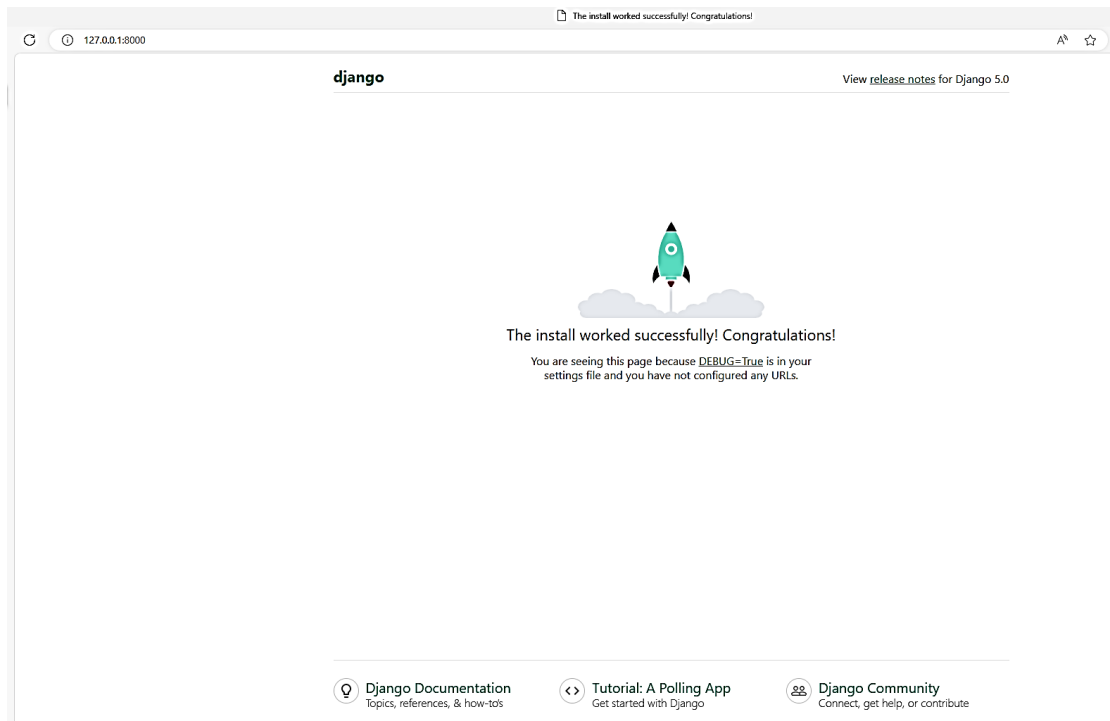 The install worked successfully! Congratulations!
127.0.0.1:8000
django
View release notes for Django 5.0
The install worked successfully! Congratulations!
You are seeing this page because DEBUG=True is in your
settings file and you have not configured any URLs.
Django Documentation
Topics, references, & how-to's
Tutorial: A Polling App
Get started with Django
Django Community
Connect, get help, or contribute